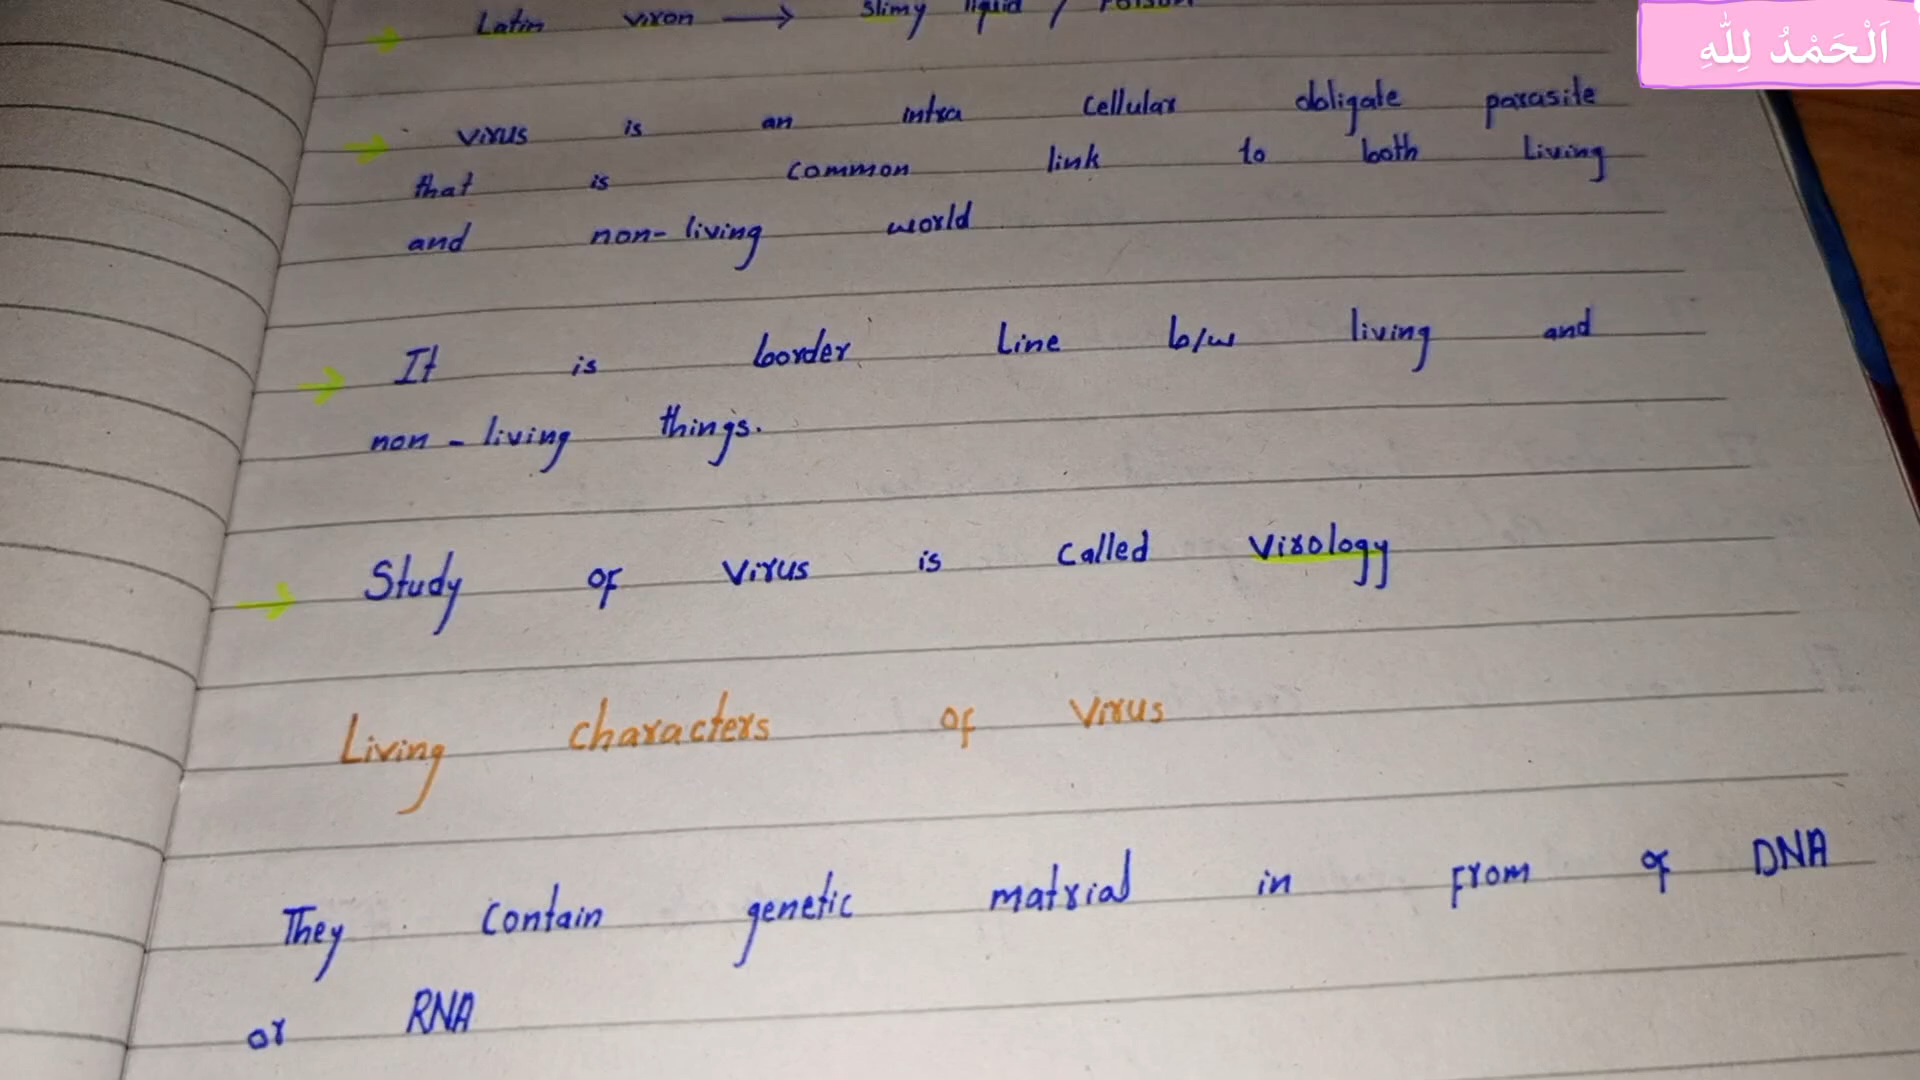 Latin viron → slimy liquid / Poison
اَلْحَمْدُ لِلّٰهِ
→ virus is an intra cellular obligate parasite
that is common link to both living
and non-living world
→ It is border line b/w living and
non-living things.
→ Study of virus is called virology
Living characters of virus
They contain genetic matrial in from of DNA
or RNA